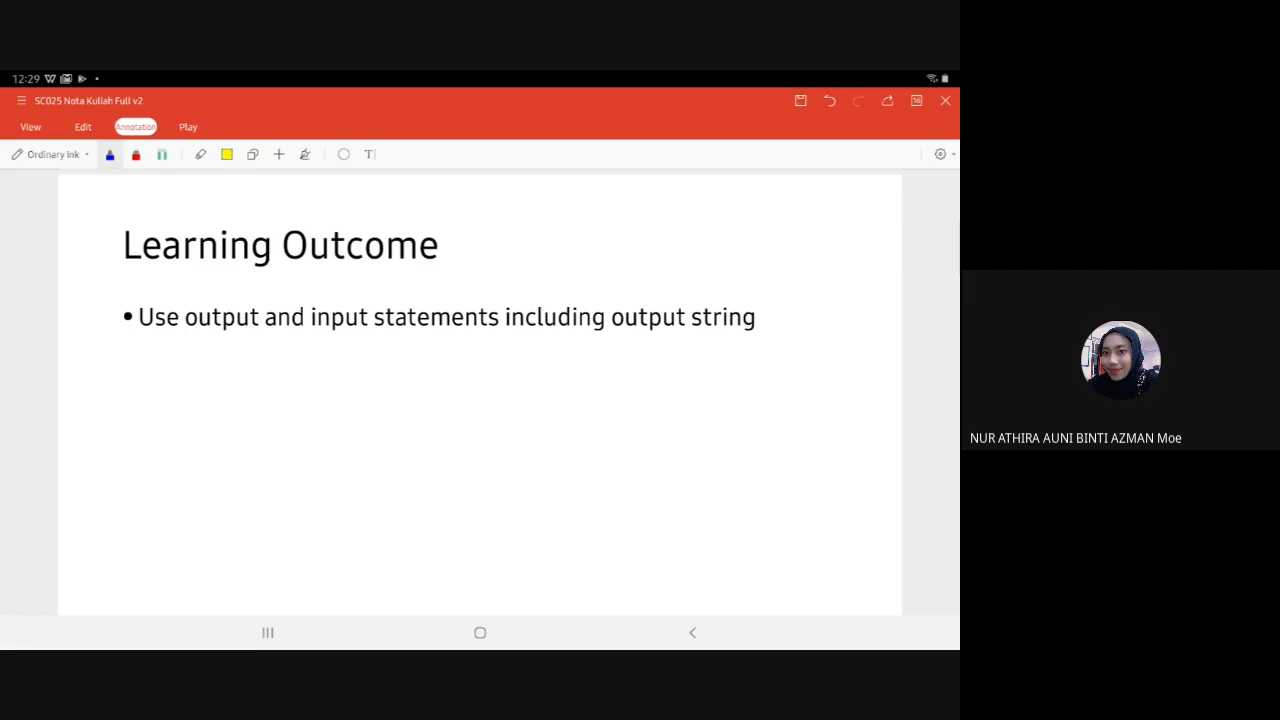 12:29
SC025 Nota Kuliah Full v2
16
View Edit Annotation Play
Ordinary Ink T
Learning Outcome
• Use output and input statements including output string
NUR ATHIRA AUNI BINTI AZMAN Moe